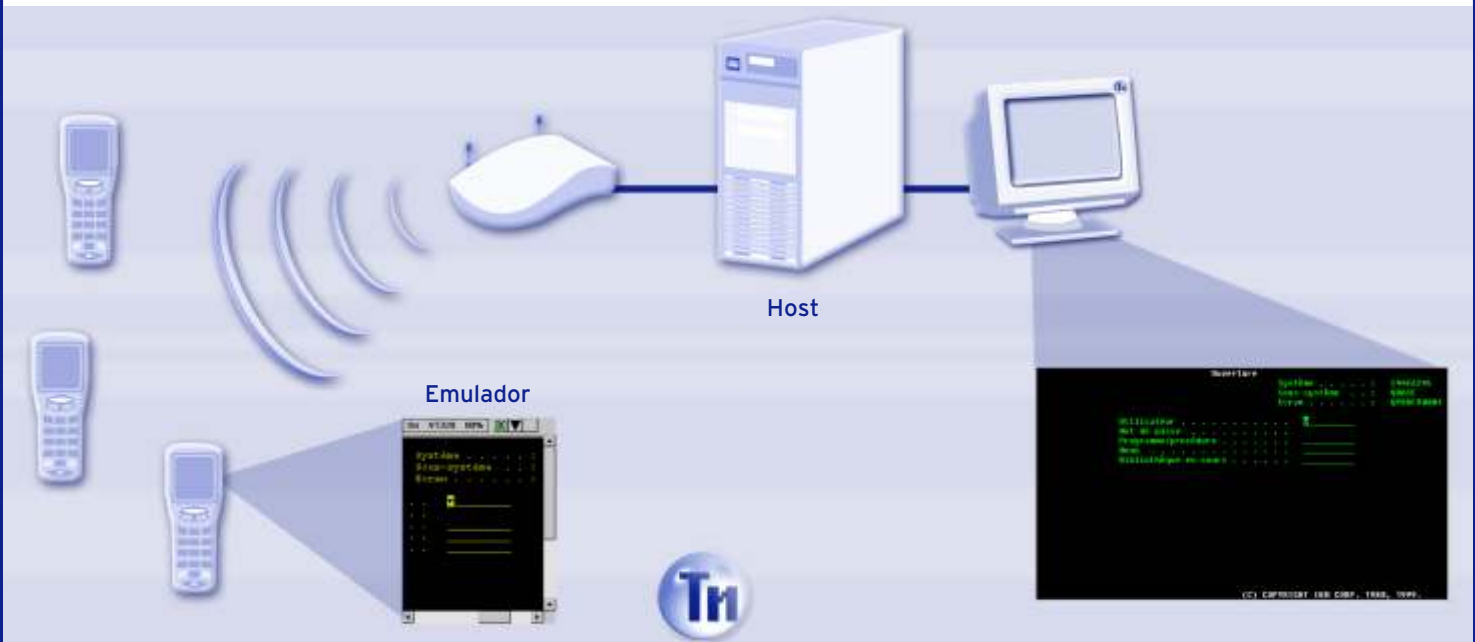 Host
Emulador
Système . . . . :
Sous-système . . :
Ecran . . . . . :
Ouverture
Système . . . . . :
Sous-système . . . :
Ecran . . . . . . :
Utilisateur . . . . . . . . . . . .
Mot de passe . . . . . . . . . . . .
Programme/procédure . . . . . . . .
Menu . . . . . . . . . . . . . . . .
Bibliothèque en cours . . . . . . .
(C) COPYRIGHT IBM CORP. 1980, 1999.